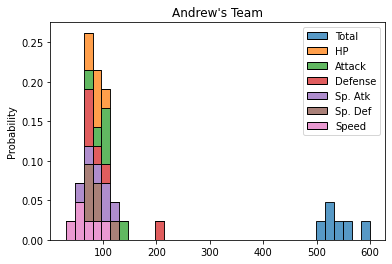 Andrew's Team
Total
HP
Attack
Defense
Sp. Atk
Sp. Def
Speed
Probability
0.25
0.20
0.15
0.10
0.05
0.00
100
200
300
400
500
600